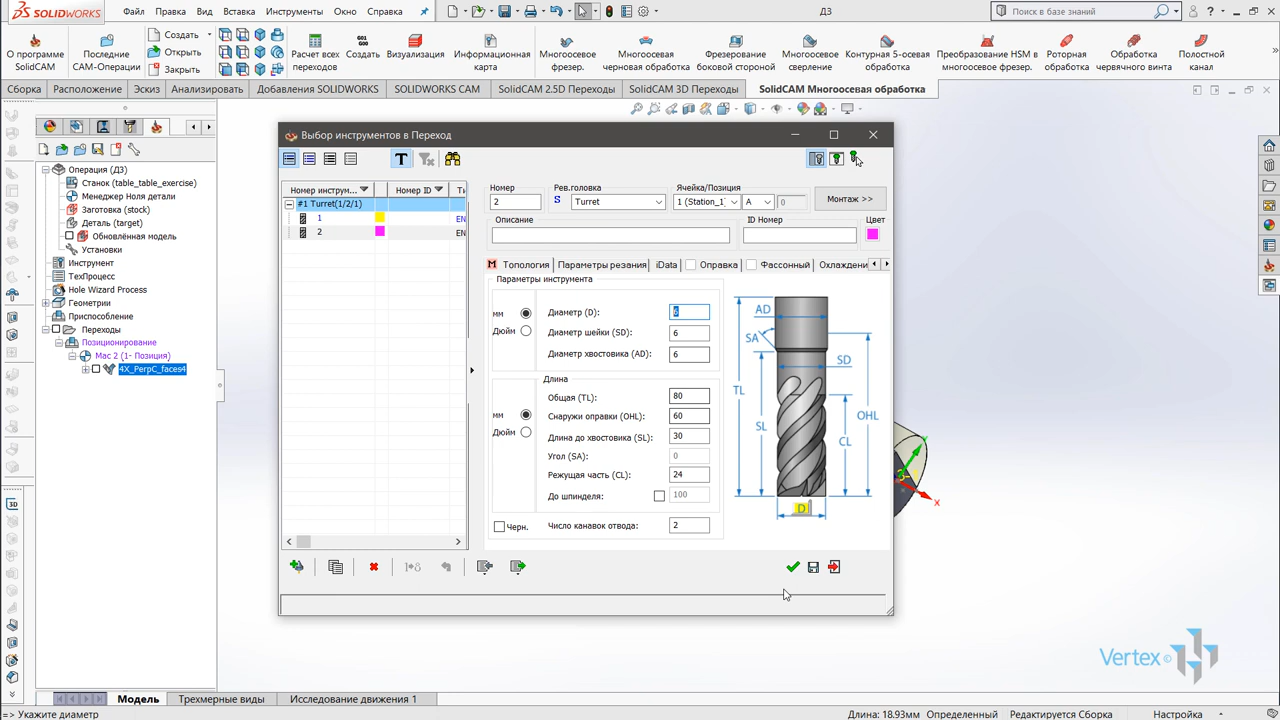 SOLIDWORKS
Файл
Правка
Вид
Вставка
Инструменты
Окно
Справка
Д3
Поиск в базе знаний
О программе SolidCAM
Последние CAM-Операции
Создать
Открыть
Закрыть
Расчет всех переходов
G01 G00
Создать
Визуализация
Информационная карта
Многоосевое фрезер.
Многоосевая черновая обработка
Фрезерование боковой стороной
Многоосевое сверление
Контурная 5-осевая обработка
Преобразование HSM в многоосевое фрезер.
Роторная обработка
Обработка червячного винта
Полостной канал
Сборка
Расположение
Эскиз
Анализировать
Добавления SOLIDWORKS
SOLIDWORKS CAM
SolidCAM 2.5D Переходы
SolidCAM 3D Переходы
SolidCAM Многоосевая обработка
Операция (Д3)
Станок (table_table_exercise)
Менеджер Ноля детали
Заготовка (stock)
Деталь (target)
Обновлённая модель
Установки
Инструмент
ТехПроцесс
Hole Wizard Process
Геометрии
Приспособление
Переходы
Позиционирование
Mac 2 (1- Позиция)
4X_PerpC_faces4
Выбор инструментов в Переход
Номер инструм...
Номер ID
Ти
#1 Turret(1/2/1)
1
EN
2
EN
Номер
2
Рев.головка
S
Turret
Ячейка/Позиция
1 (Station_1)
A
0
Монтаж >>
Описание
ID Номер
Цвет
M Топология
Параметры резания
iData
Оправка
Фасонный
Охлаждени
Параметры инструмента
мм
Дюйм
Диаметр (D):
6
Диаметр шейки (SD):
6
Диаметр хвостовика (AD):
6
Длина
мм
Дюйм
Общая (TL):
80
Снаружи оправки (OHL):
60
Длина до хвостовика (SL):
30
Угол (SA):
0
Режущая часть (CL):
24
До шпинделя:
100
Черн.
Число канавок отвода:
2
AD
SA
SD
TL
SL
CL
OHL
D
Y
X
Vertex ©
Модель
Трехмерные виды
Исследование движения 1
=> Укажите диаметр
Длина: 18.93мм
Определенный
Редактируется Сборка
Настройка